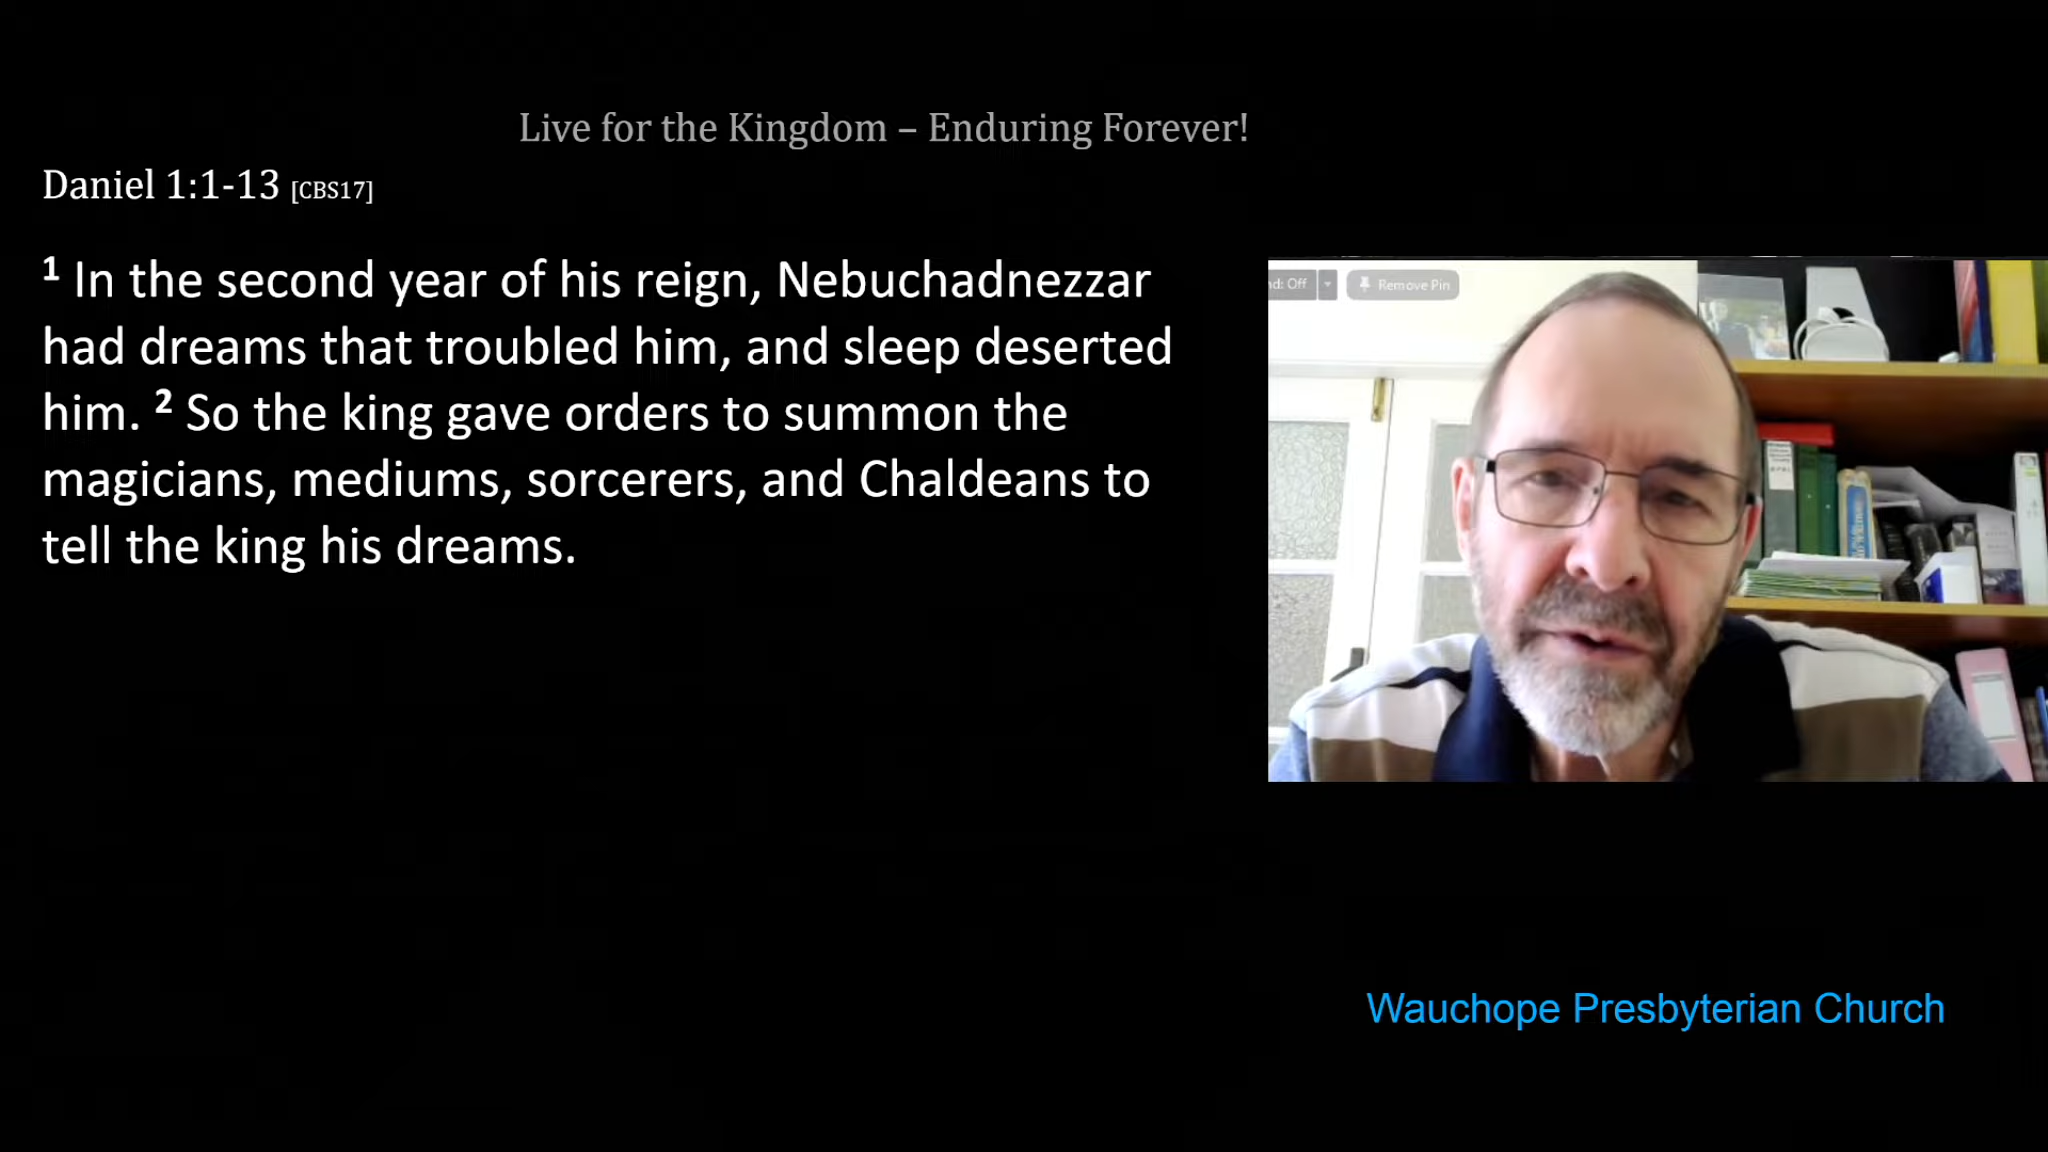 Live for the Kingdom – Enduring Forever!
Daniel 1:1-13 [CBS17]
¹ In the second year of his reign, Nebuchadnezzar
had dreams that troubled him, and sleep deserted
him. ² So the king gave orders to summon the
magicians, mediums, sorcerers, and Chaldeans to
tell the king his dreams.
nd: Off
Remove Pin
Wauchope Presbyterian Church